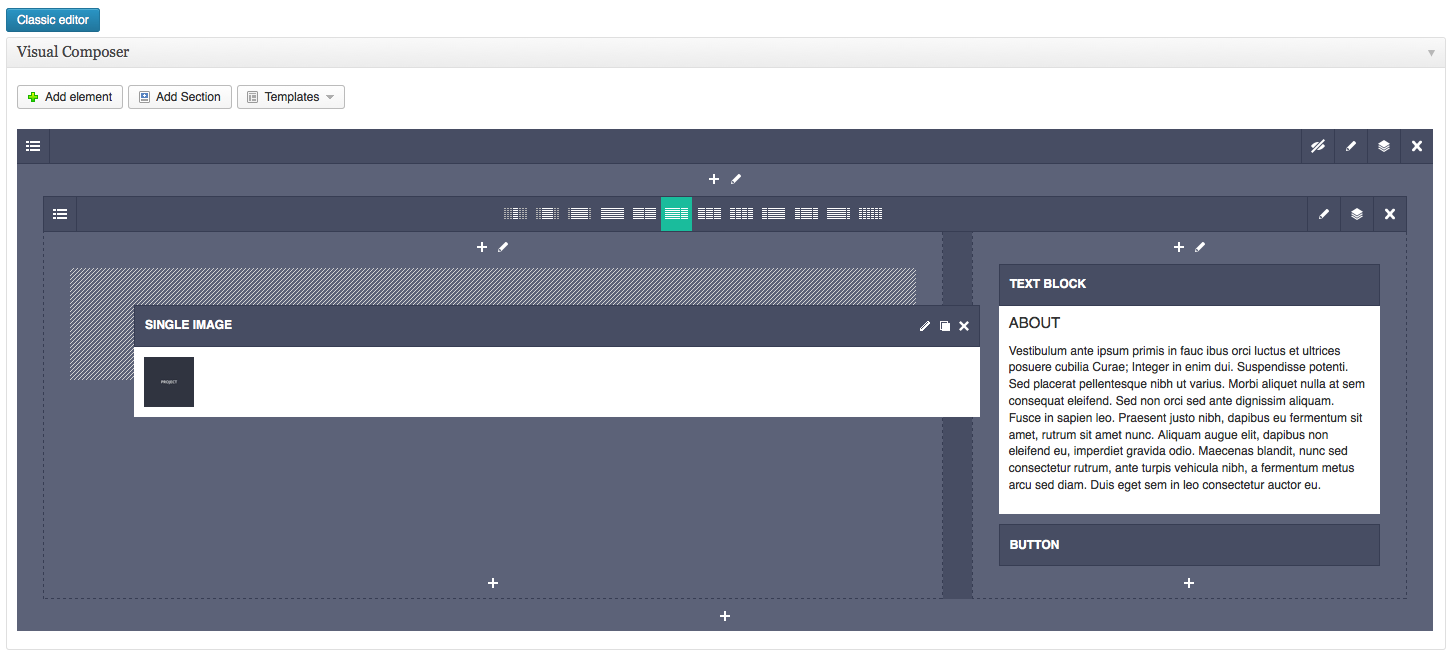 Classic editor
Visual Composer
Add element
Add Section
Templates
SINGLE IMAGE
PROJECT
TEXT BLOCK
ABOUT
Vestibulum ante ipsum primis in fauc ibus orci luctus et ultrices
posuere cubilia Curae; Integer in enim dui. Suspendisse potenti.
Sed placerat pellentesque nibh ut varius. Morbi aliquet nulla at sem
consequat eleifend. Sed non orci sed ante dignissim aliquam.
Fusce in sapien leo. Praesent justo nibh, dapibus eu fermentum sit
amet, rutrum sit amet nunc. Aliquam augue elit, dapibus non
eleifend eu, imperdiet gravida odio. Maecenas blandit, nunc sed
consectetur rutrum, ante turpis vehicula nibh, a fermentum metus
arcu sed diam. Duis eget sem in leo consectetur auctor eu.
BUTTON